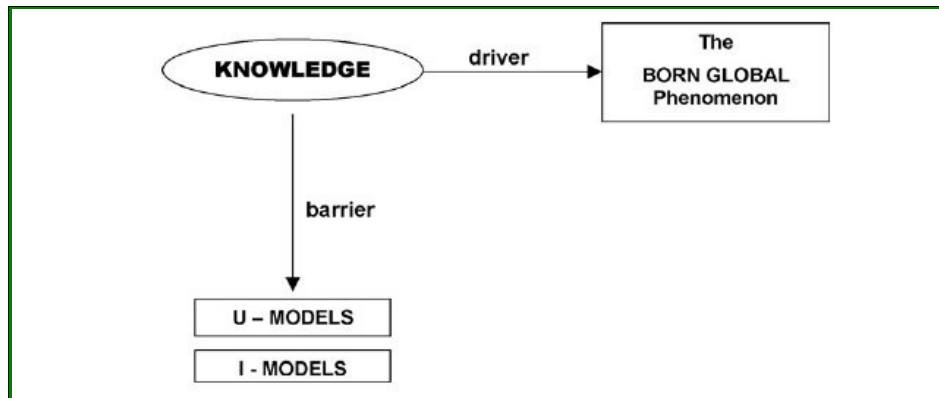 KNOWLEDGE
driver
The
BORN GLOBAL
Phenomenon
barrier
U – MODELS
I - MODELS